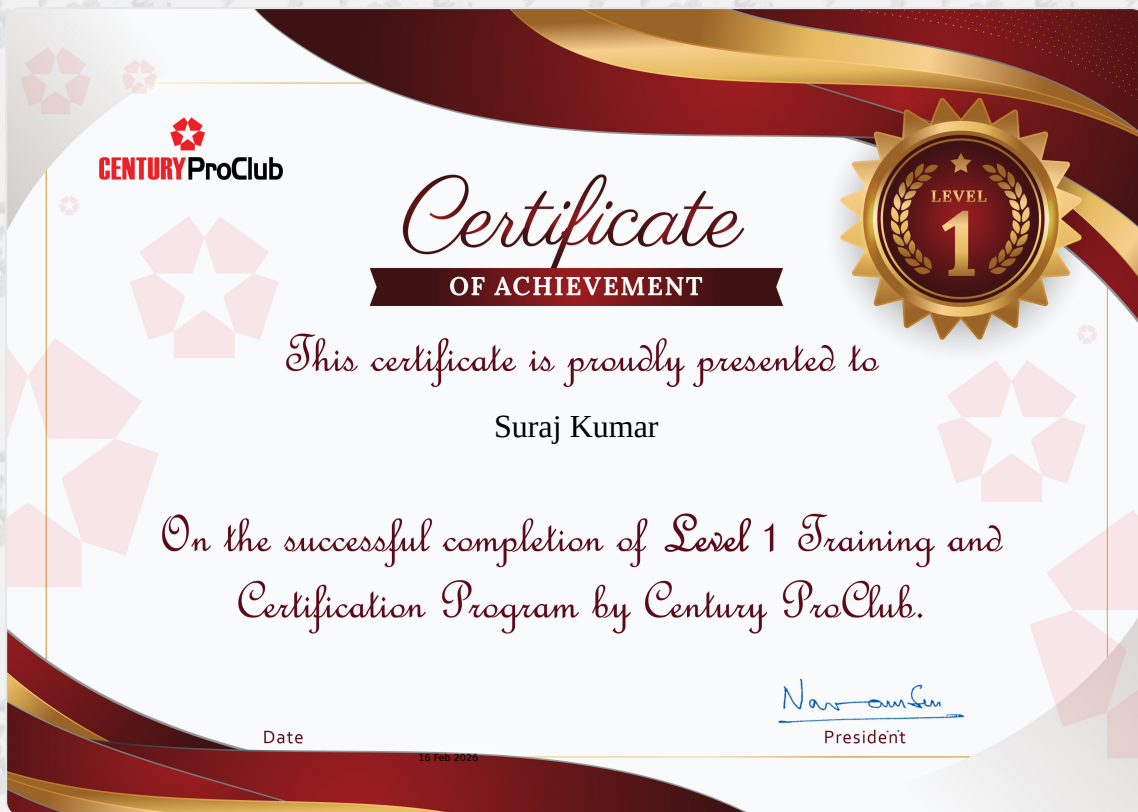 CENTURY ProClub
LEVEL
1
Certificate
OF ACHIEVEMENT
This certificate is proudly presented to
Suraj Kumar
On the successful completion of Level 1 Training and
Certification Program by Century ProClub.
Date
President
16 Feb 2026